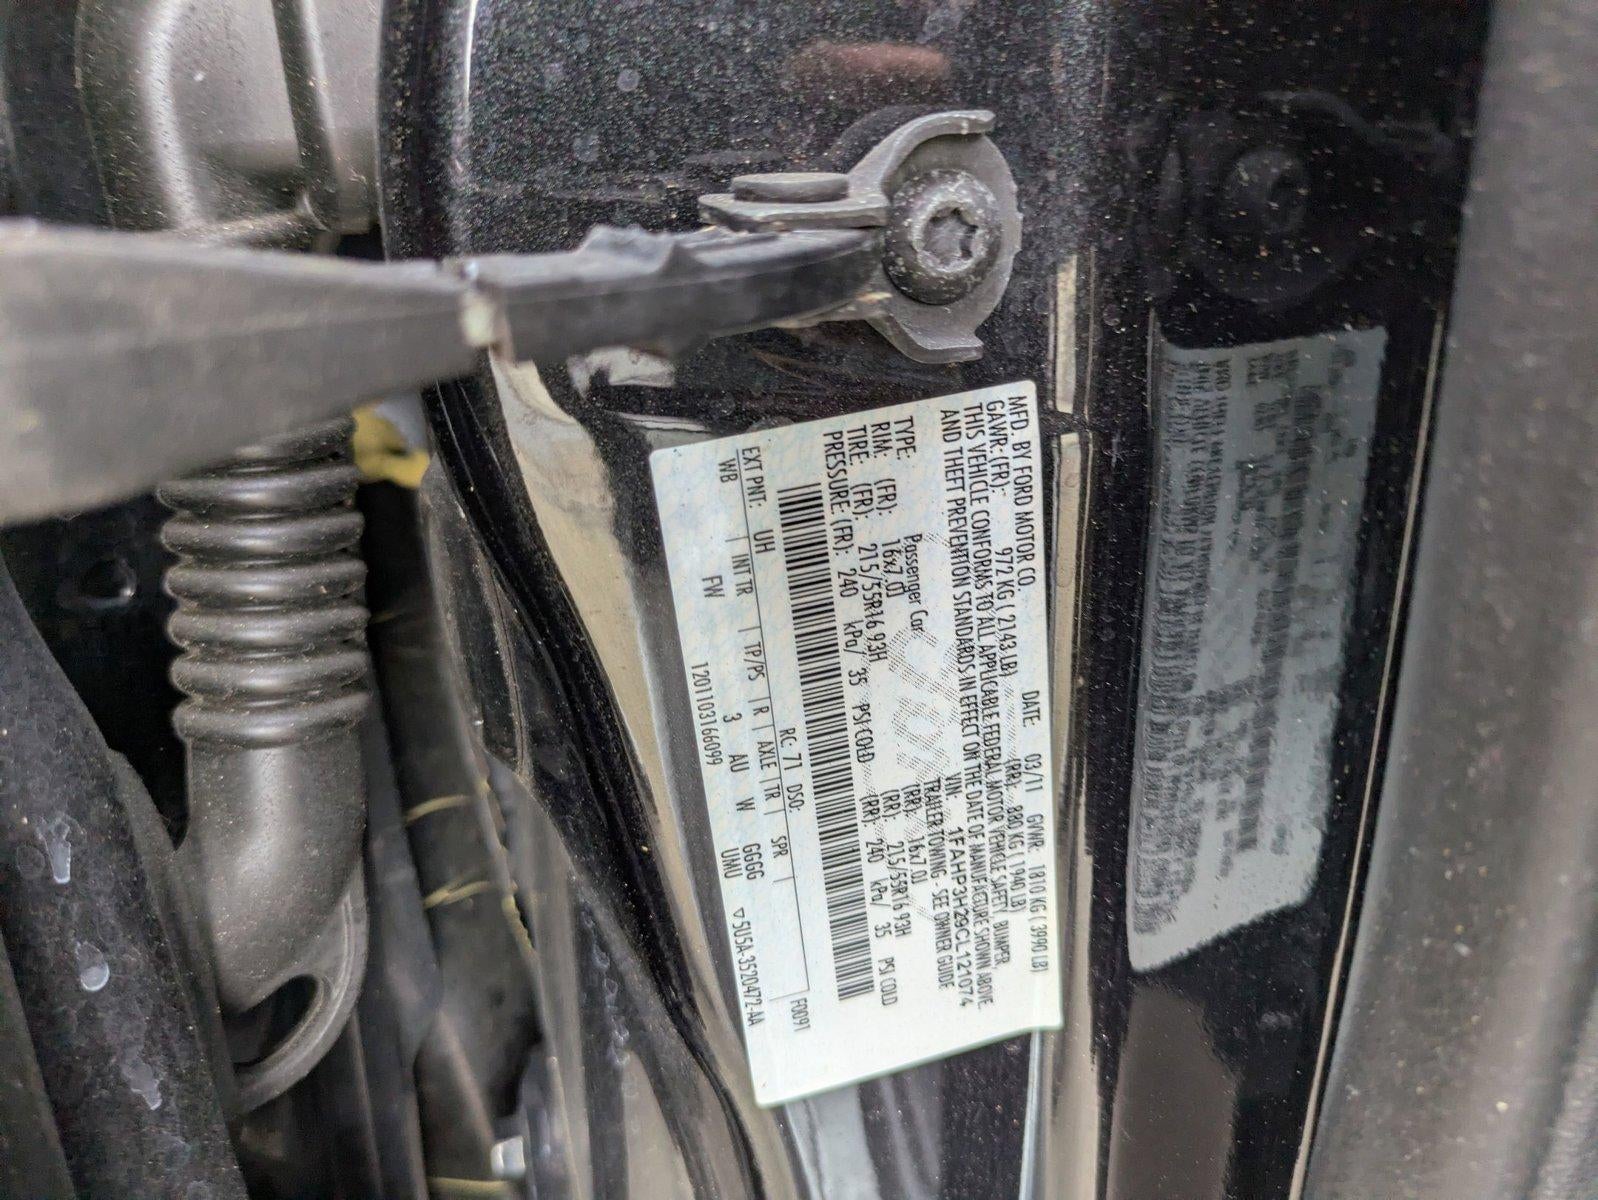 MFD. BY FORD MOTOR CO.
DATE: 03/11 GVWR: 1810 KG ( 3990 LB)
GAWR: (FR): 972 KG ( 2143 LB) (RR): 880 KG ( 1940 LB)
THIS VEHICLE CONFORMS TO ALL APPLICABLE FEDERAL MOTOR VEHICLE SAFETY, BUMPER,
AND THEFT PREVENTION STANDARDS IN EFFECT ON THE DATE OF MANUFACTURE SHOWN ABOVE.
VIN: 1FAHP3H29CL121074
TYPE: Passenger Car TRAILER TOWING - SEE OWNER GUIDE
RIM: (FR): 16x7.0J (RR): 16x7.0J
TIRE: (FR): 215/55R16 93H (RR): 215/55R16 93H
PRESSURE: (FR): 240 kPa/ 35 PSI COLD (RR): 240 kPa/ 35 PSI COLD
RC: 71 DSO: F0091
EXT PNT: UH
WB INT TR TP/PS R AXLE TR SPR
FW 3 AU W GGGG
1201103166099 UMU ▽5U5A-3520472-AA